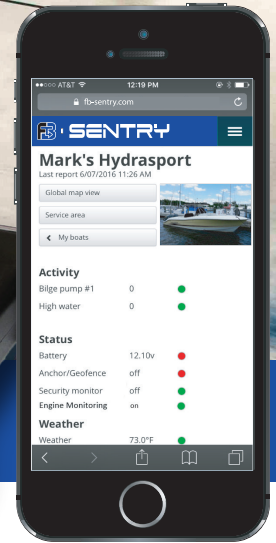 AT&T 12:19 PM
fb-sentry.com
FB SENTRY
Mark's Hydrasport
Last report 6/07/2016 11:26 AM
Global map view
Service area
My boats
Activity
Bilge pump #1 0
High water 0
Status
Battery 12.10v
Anchor/Geofence off
Security monitor off
Engine Monitoring on
Weather
Weather 73.0°F